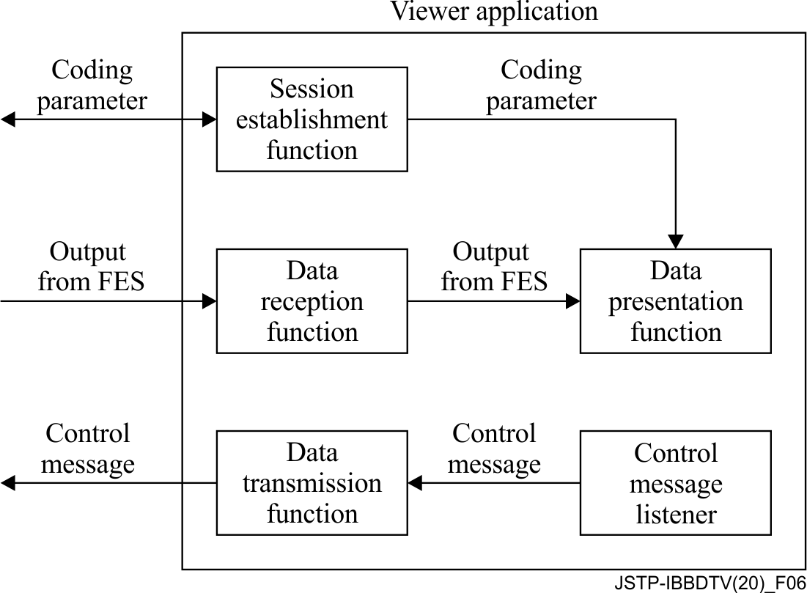 Viewer application
Coding
parameter
Session
establishment
function
Coding
parameter
Output
from FES
Data
reception
function
Output
from FES
Data
presentation
function
Control
message
Data
transmission
function
Control
message
Control
message
listener
JSTP-IBBDTV(20)_F06